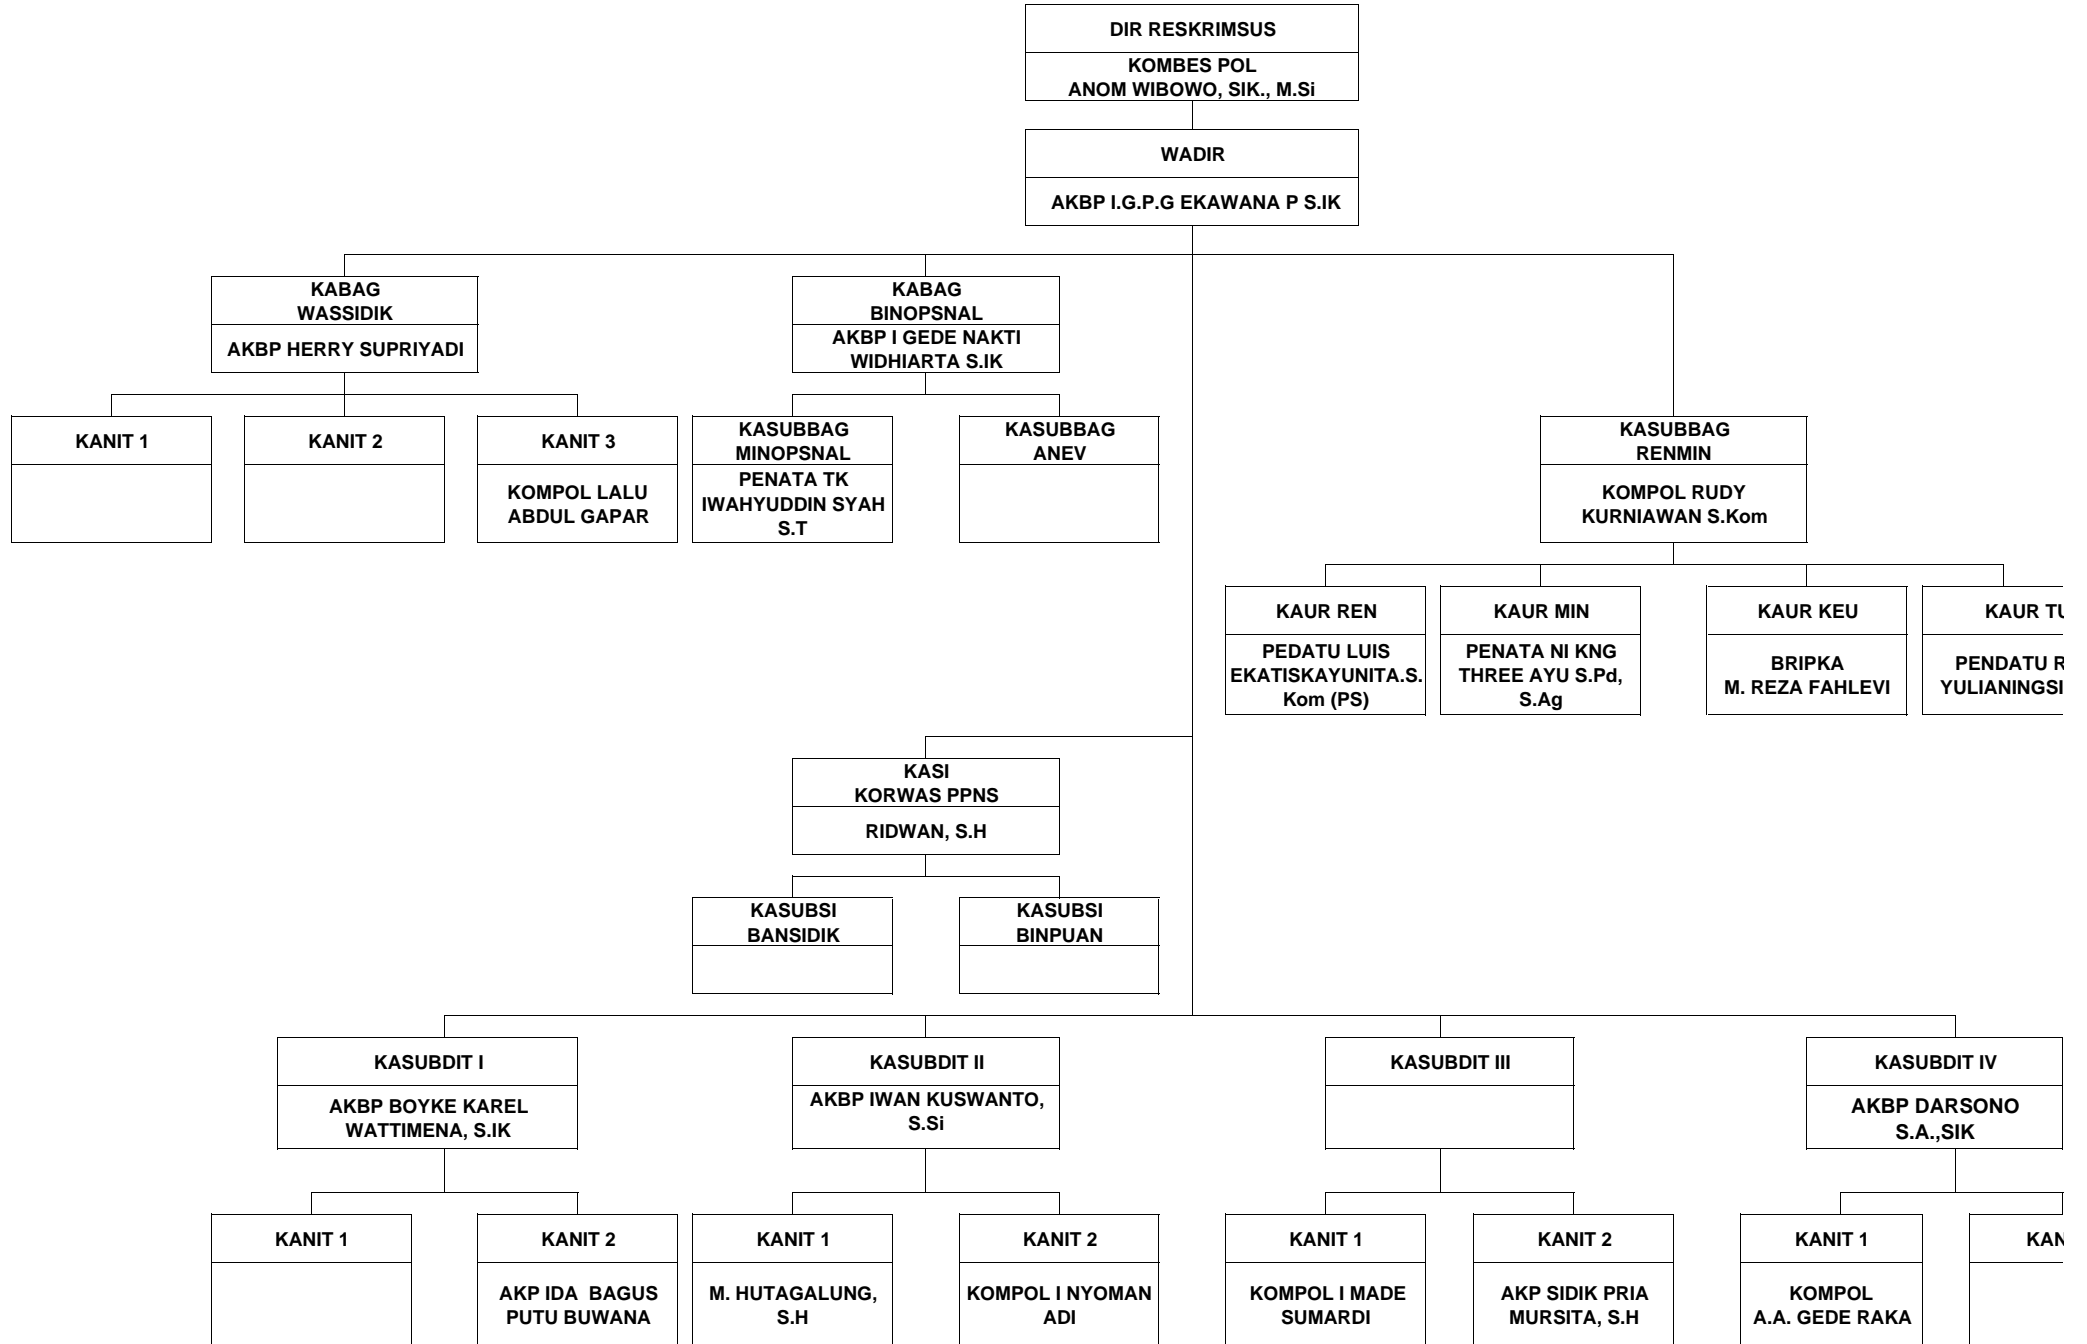 DIR RESKRIMSUS
KOMBES POL
ANOM WIBOWO, SIK., M.Si
WADIR
AKBP I.G.P.G EKAWANA P S.IK
KABAG
WASSIDIK
AKBP HERRY SUPRIYADI
KABAG
BINOPSNAL
AKBP I GEDE NAKTI
WIDHIARTA S.IK
KANIT 1
KANIT 2
KANIT 3
KOMPOL LALU
ABDUL GAPAR
KASUBBAG
MINOPSNAL
PENATA TK
IWAHYUDDIN SYAH
S.T
KASUBBAG
ANEV
KASUBBAG
RENMIN
KOMPOL RUDY
KURNIAWAN S.Kom
KAUR REN
PEDATU LUIS
EKATISKAYUNITA.S.
Kom (PS)
KAUR MIN
PENATA NI KNG
THREE AYU S.Pd,
S.Ag
KAUR KEU
BRIPKA
M. REZA FAHLEVI
KAUR TU
PENDATU R
YULIANINGSI
KASI
KORWAS PPNS
RIDWAN, S.H
KASUBSI
BANSIDIK
KASUBSI
BINPUAN
KASUBDIT I
AKBP BOYKE KAREL
WATTIMENA, S.IK
KASUBDIT II
AKBP IWAN KUSWANTO,
S.Si
KASUBDIT III
KASUBDIT IV
AKBP DARSONO
S.A.,SIK
KANIT 1
KANIT 2
AKP IDA  BAGUS
PUTU BUWANA
KANIT 1
M. HUTAGALUNG,
S.H
KANIT 2
KOMPOL I NYOMAN
ADI
KANIT 1
KOMPOL I MADE
SUMARDI
KANIT 2
AKP SIDIK PRIA
MURSITA, S.H
KANIT 1
KOMPOL
A.A. GEDE RAKA
KAN